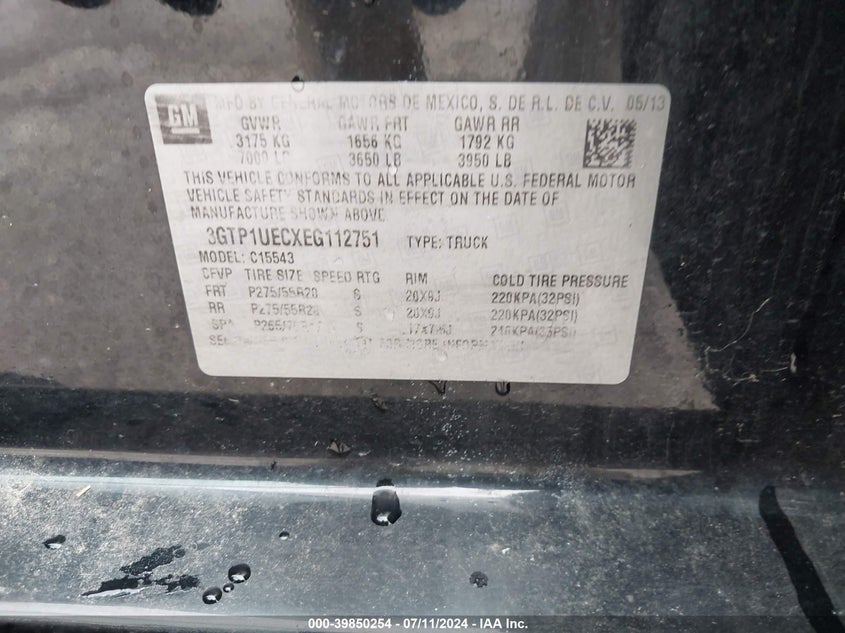 GM
MFD BY GENERAL MOTORS DE MEXICO, S. DE R.L. DE C.V. 06/13
GVWR GAWR FRT GAWR RR
3175 KG 1656 KG 1792 KG
7000 LB 3650 LB 3950 LB
THIS VEHICLE CONFORMS TO ALL APPLICABLE U.S. FEDERAL MOTOR
VEHICLE SAFETY STANDARDS IN EFFECT ON THE DATE OF
MANUFACTURE SHOWN ABOVE.
3GTP1UECXEG112751 TYPE: TRUCK
MODEL: C15543
TIRE SIZE SPEED RTG RIM COLD TIRE PRESSURE
FRT P275/55R20 S 20X9J 220KPA(32PSI)
RR P275/55R20 S 20X9J 220KPA(32PSI)
S
FOR MORE
000-39850254 - 07/11/2024 - IAA Inc.